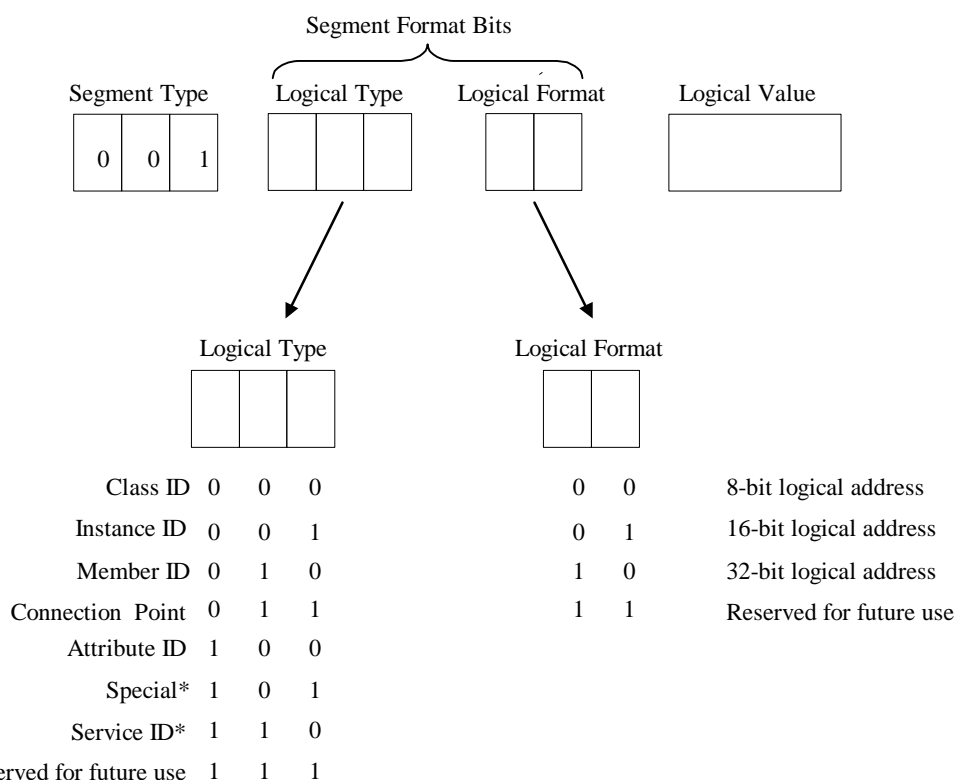 Segment Format Bits
Segment Type Logical Type Logical Format Logical Value
0 0 1
Logical Type Logical Format
Class ID 0 0 0 0 0 8-bit logical address
Instance ID 0 0 1 0 1 16-bit logical address
Member ID 0 1 0 1 0 32-bit logical address
Connection Point 0 1 1 1 1 Reserved for future use
Attribute ID 1 0 0
Special* 1 0 1
Service ID* 1 1 0
for future use 1 1 1